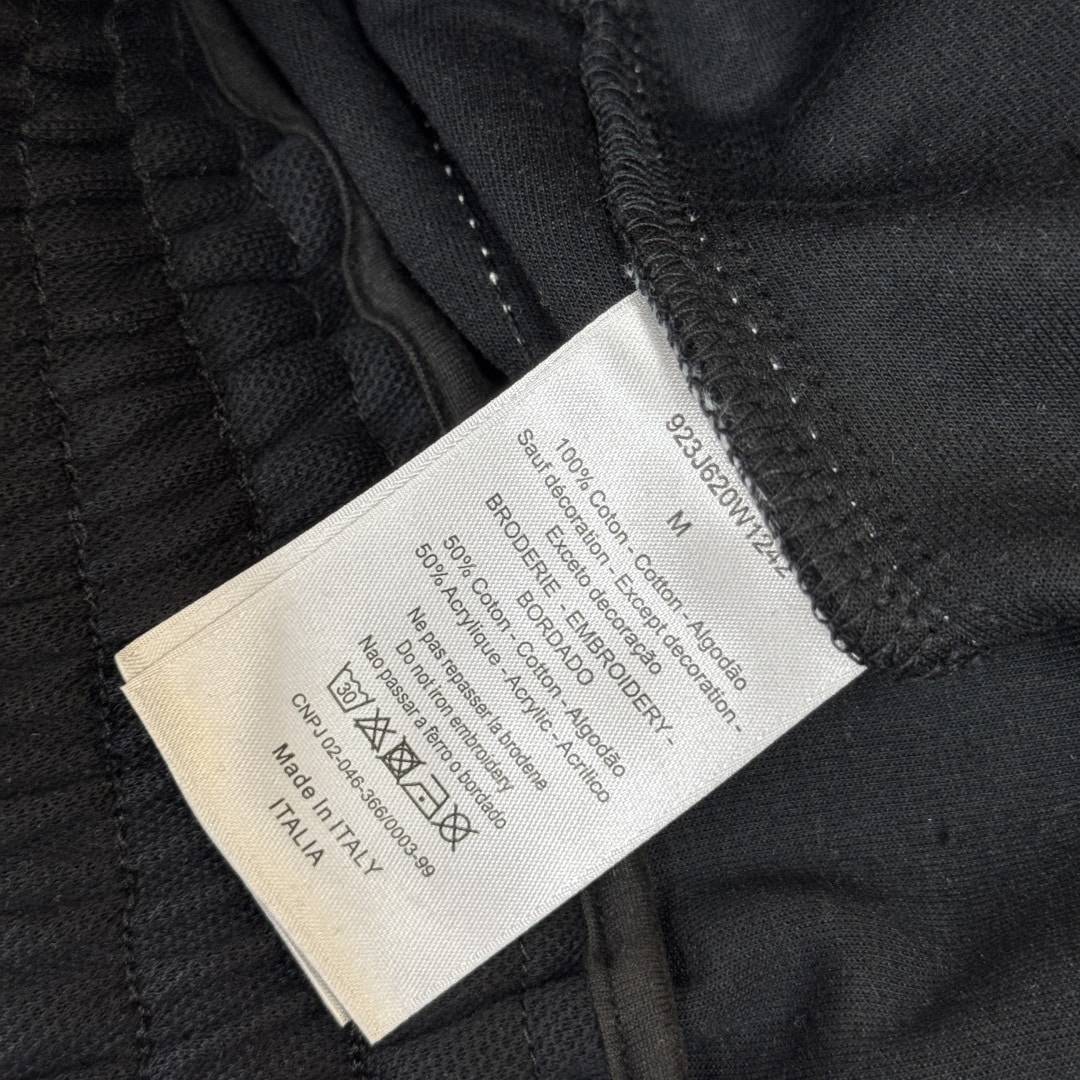 923J620W1242
M
100% Coton - Cotton - Algodão
Sauf décoration - Except decoration -
Exceto decoração
BRODERIE - EMBROIDERY -
BORDADO
50% Coton - Cotton - Algodão
50% Acrylique - Acrylic - Acrílico
Ne pas repasser la broderie
Do not iron embroidery
Nao passar a ferro o bordado
30
CNPJ 02-046-366/0003-99
Made In ITALY
ITALIA